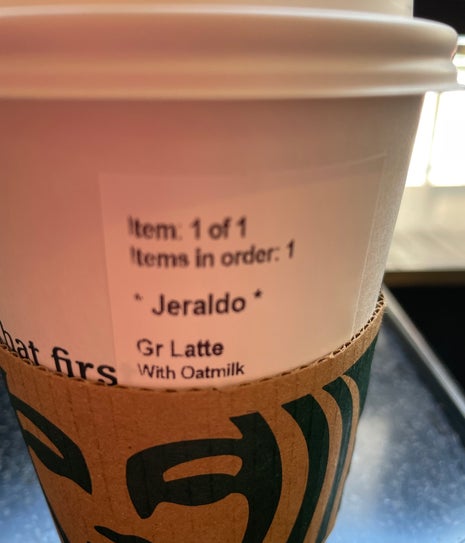 Item: 1 of 1
Items in order: 1
* Jeraldo *
Gr Latte
With Oatmilk
hat firs